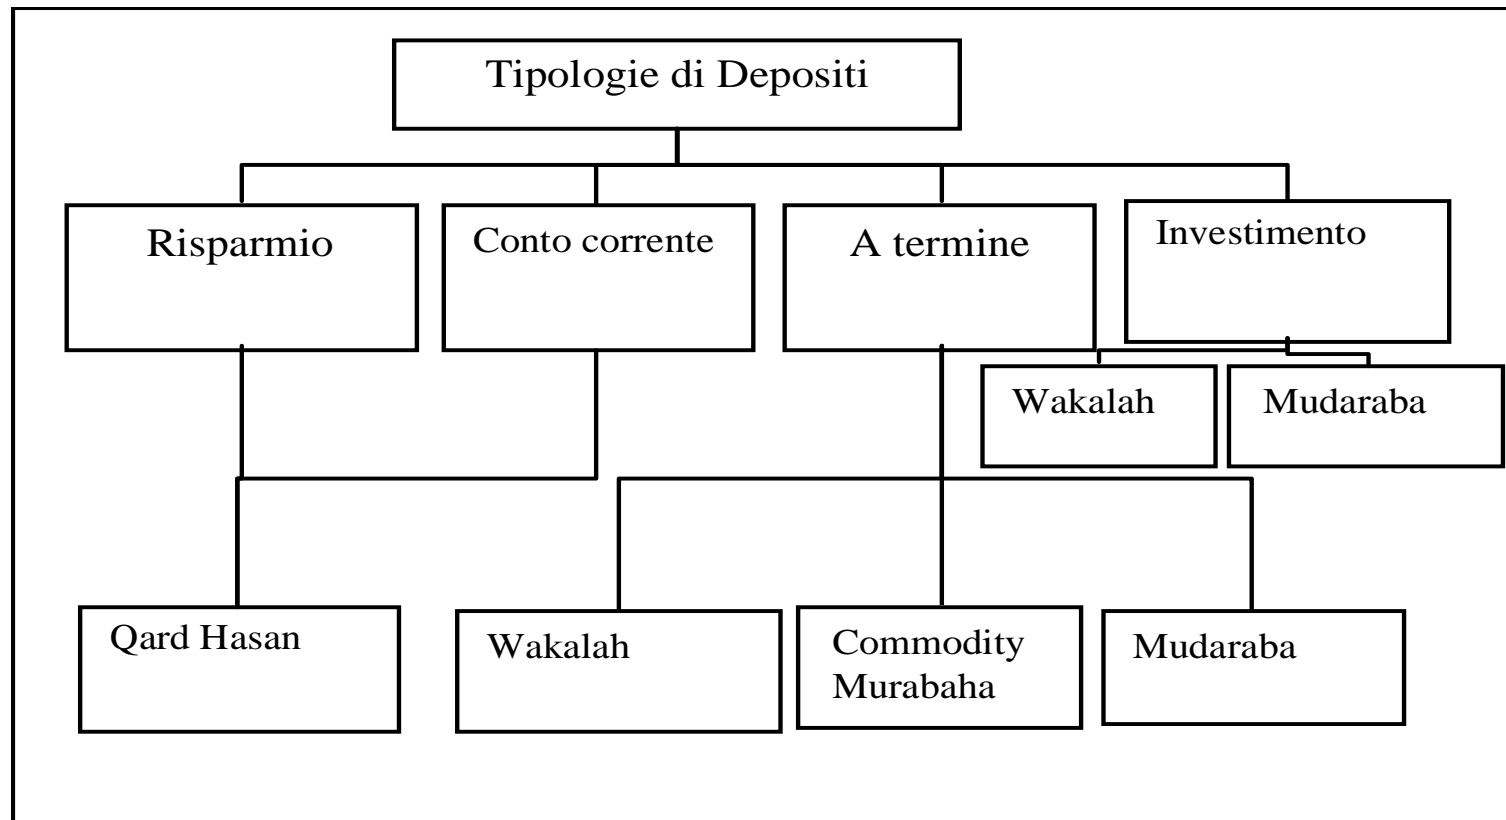 Tipologie di Depositi
Risparmio
Conto corrente
A termine
Investimento
Wakalah
Mudaraba
Qard Hasan
Wakalah
Commodity
Murabaha
Mudaraba